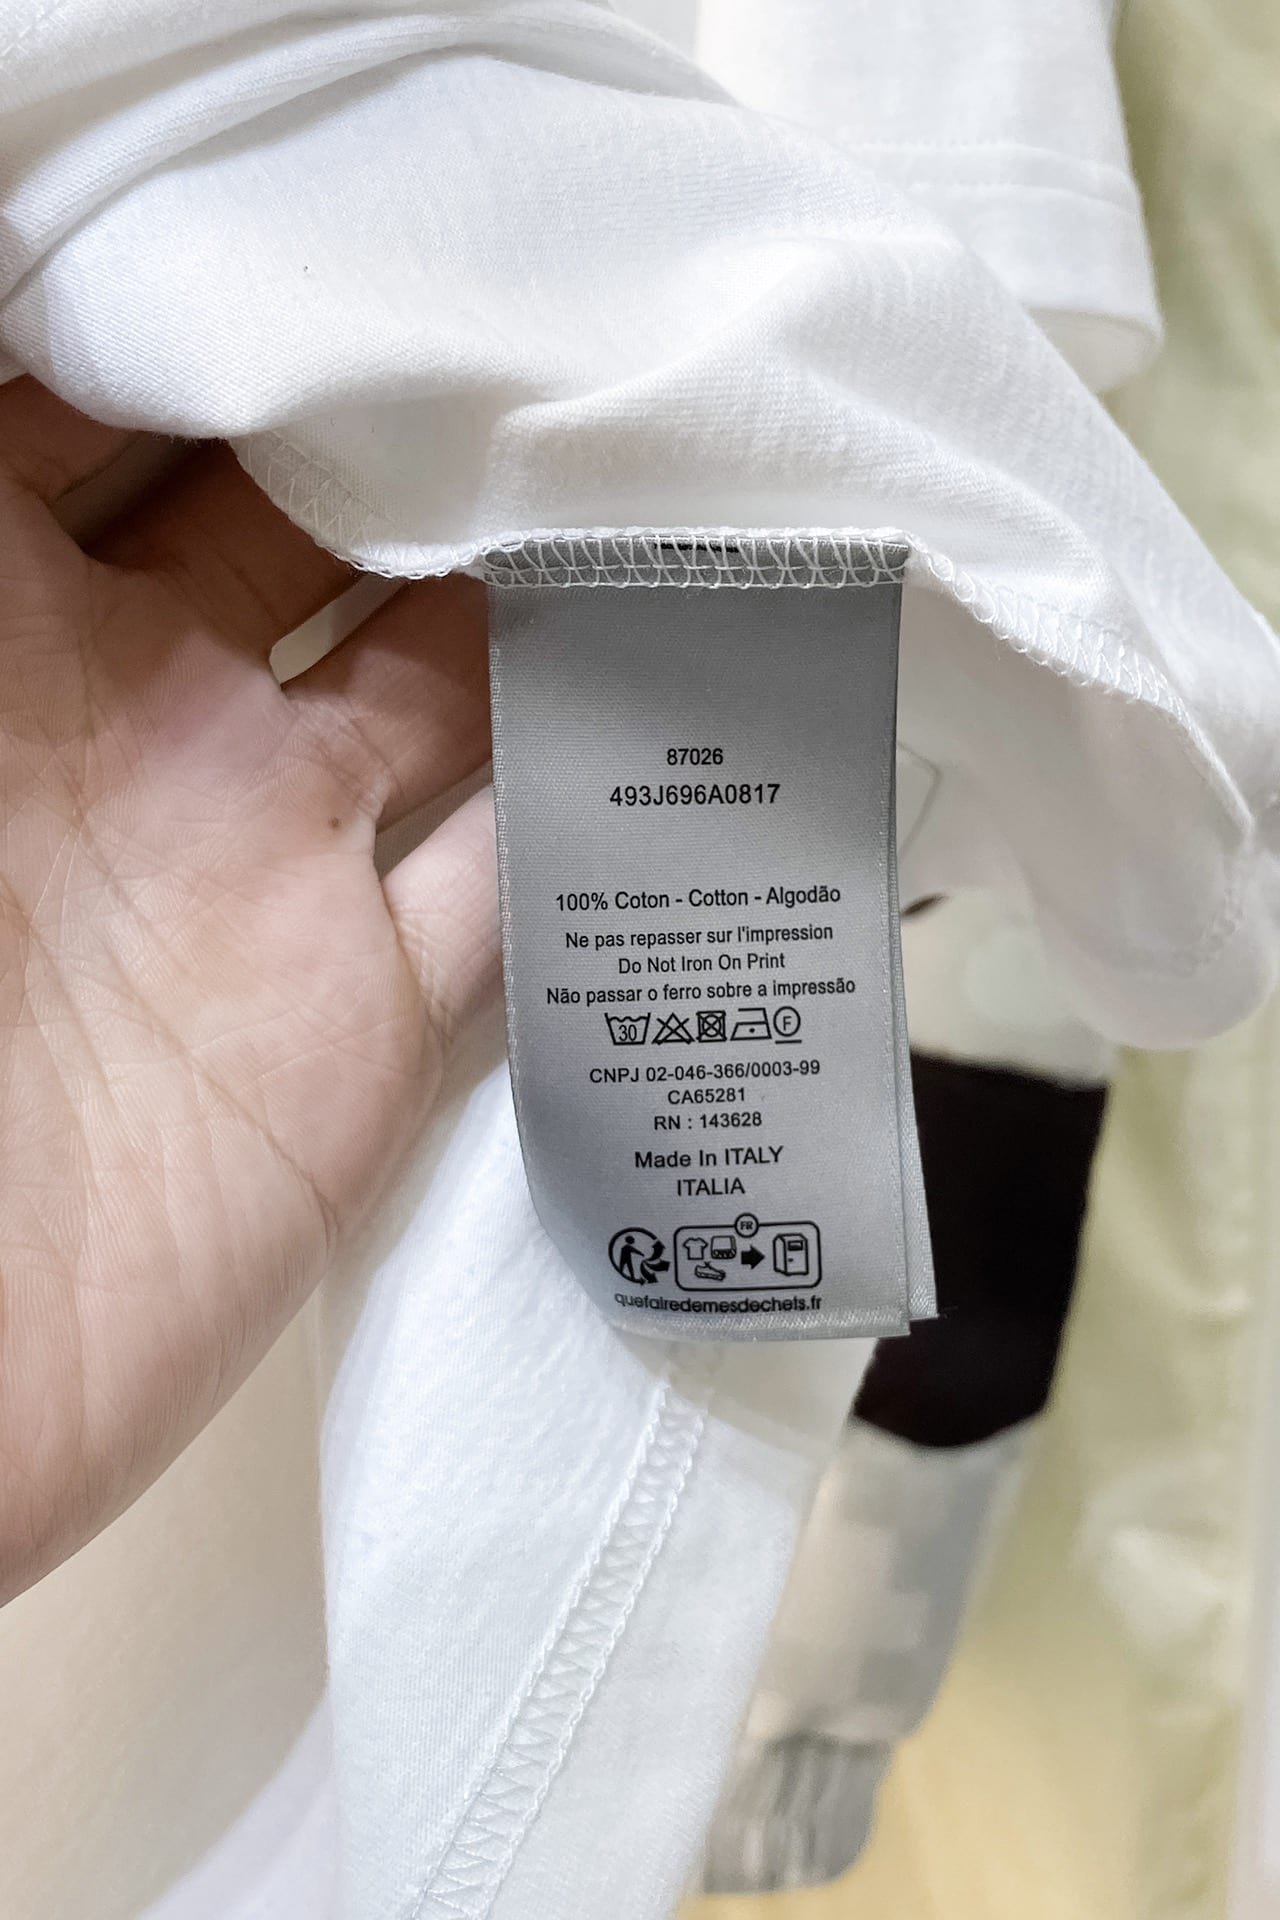 87026
493J696A0817
100% Coton - Cotton - Algodão
Ne pas repasser sur l'impression
Do Not Iron On Print
Não passar o ferro sobre a impressão
30 F
CNPJ 02-046-366/0003-99
CA65281
RN : 143628
Made In ITALY
ITALIA
FR
quefairedemesdechets.fr